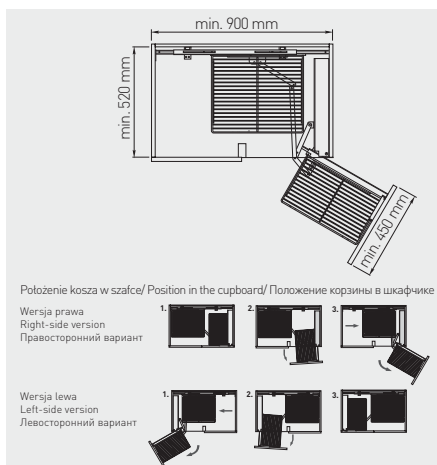 min. 900 mm
min. 520 mm
min. 450 mm
Położenie kosza w szafce/ Position in the cupboard/ Положение корзины в шкафчике
Wersja prawa
Right-side version
Правосторонний вариант
1.
2.
3.
Wersja lewa
Left-side version
Левосторонний вариант
1.
2.
3.